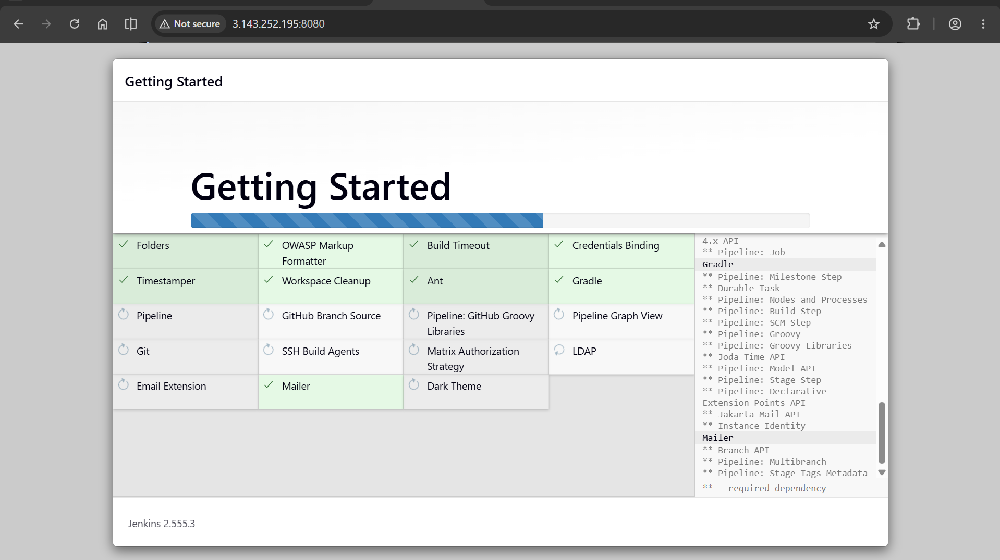 Not secure
3.143.252.195:8080
Getting Started
Getting Started
Folders
OWASP Markup
Formatter
Build Timeout
Credentials Binding
Timestamper
Workspace Cleanup
Ant
Gradle
Pipeline
GitHub Branch Source
Pipeline: GitHub Groovy
Libraries
Pipeline Graph View
Git
SSH Build Agents
Matrix Authorization
Strategy
LDAP
Email Extension
Mailer
Dark Theme
4.x API
** Pipeline: Job
Gradle
** Pipeline: Milestone Step
** Durable Task
** Pipeline: Nodes and Processes
** Pipeline: Build Step
** Pipeline: SCM Step
** Pipeline: Groovy
** Pipeline: Groovy Libraries
** Joda Time API
** Pipeline: Model API
** Pipeline: Stage Step
** Pipeline: Declarative
Extension Points API
** Jakarta Mail API
** Instance Identity
Mailer
** Branch API
** Pipeline: Multibranch
** Pipeline: Stage Tags Metadata
** - required dependency
Jenkins 2.555.3